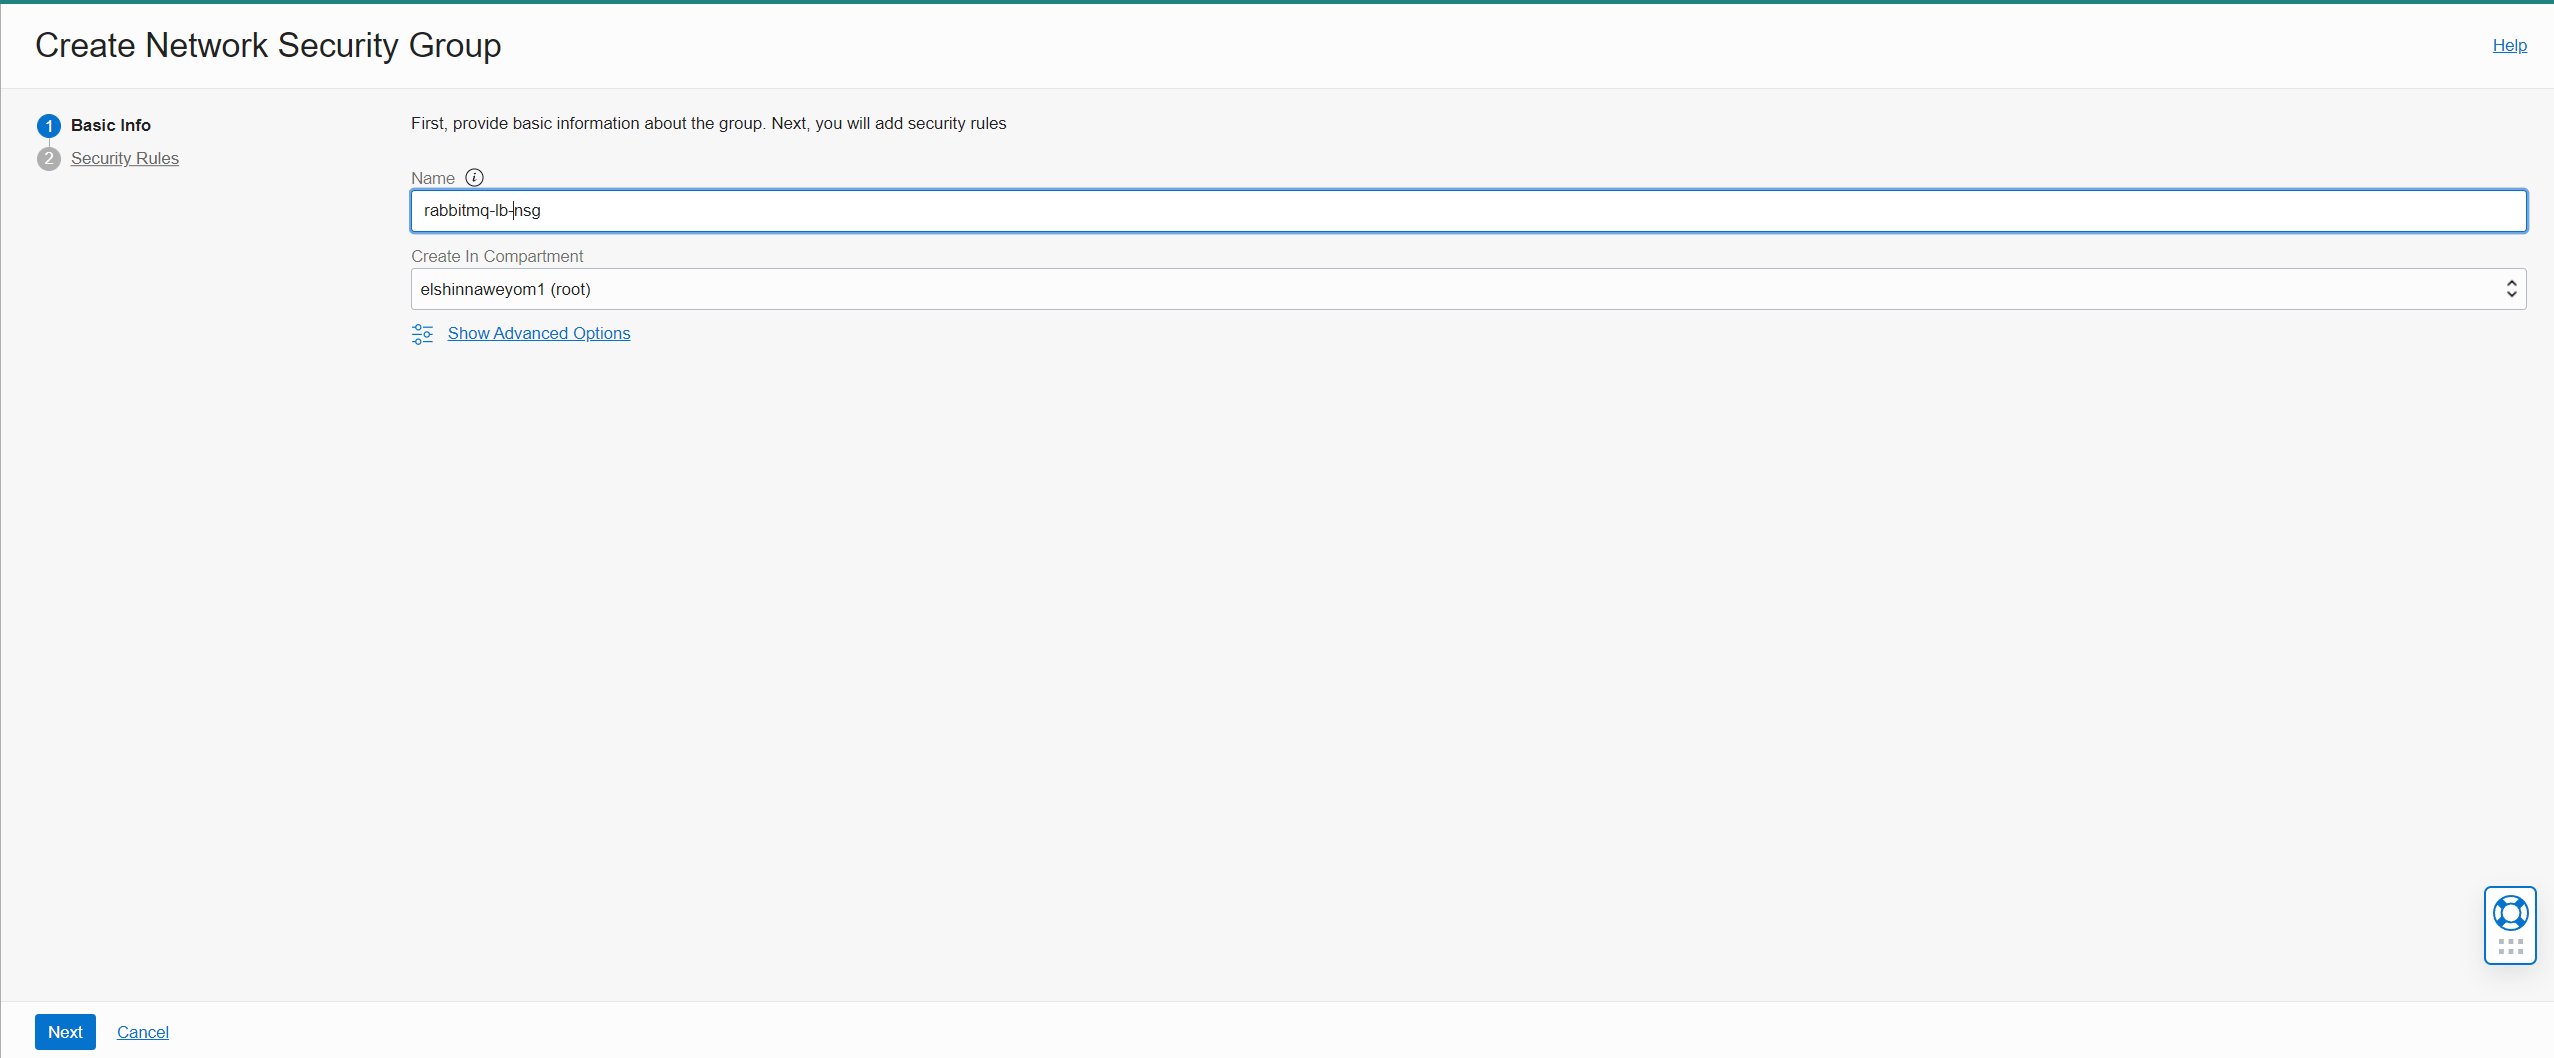 Create Network Security Group
Help
1 Basic Info
2 Security Rules
First, provide basic information about the group. Next, you will add security rules
Name i
rabbitmq-lb-nsg
Create In Compartment
elshinnaweyom1 (root)
Show Advanced Options
Next Cancel